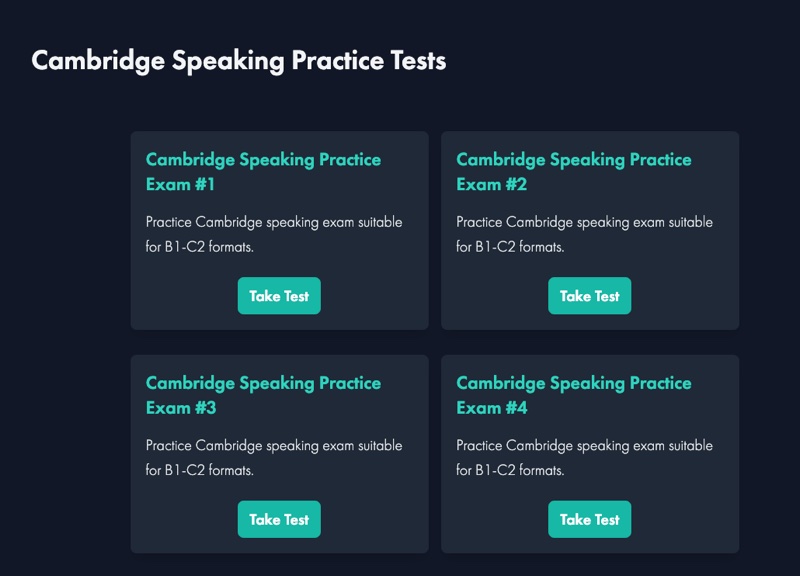 Cambridge Speaking Practice Tests
Cambridge Speaking Practice
Exam #1
Practice Cambridge speaking exam suitable
for B1-C2 formats.
Take Test
Cambridge Speaking Practice
Exam #2
Practice Cambridge speaking exam suitable
for B1-C2 formats.
Take Test
Cambridge Speaking Practice
Exam #3
Practice Cambridge speaking exam suitable
for B1-C2 formats.
Take Test
Cambridge Speaking Practice
Exam #4
Practice Cambridge speaking exam suitable
for B1-C2 formats.
Take Test